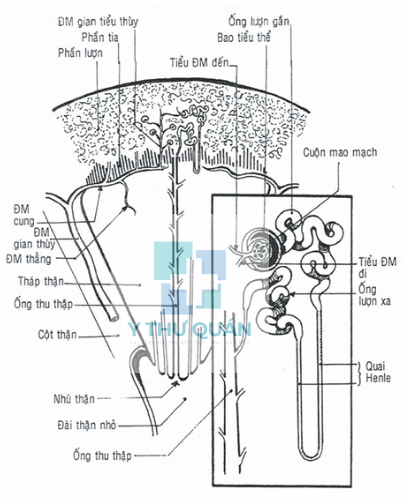 ĐM gian tiểu thùy
Phần tia
Phần lượn
Ống lượn gần
Bao tiểu thể
Tiểu ĐM đến
Cuộn mao mạch
ĐM
cung
ĐM
gian thùy
ĐM thẳng
Tháp thận
Ống thu thập
Cột thận
Tiểu ĐM
đi
Ống
lượn xa
Quai
Henle
Y THƯ QUÁN
Nhú thận
Đài thận nhỏ
Ống thu thập